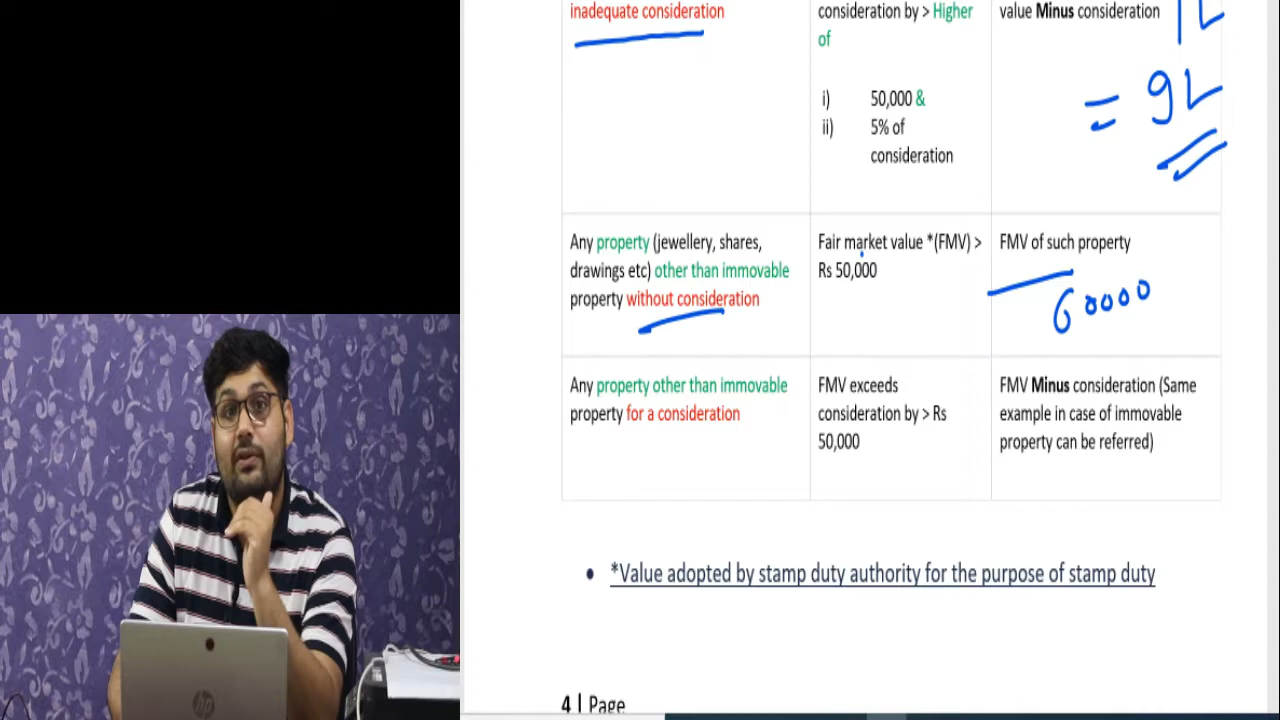 inadequate consideration
consideration by > Higher
of
i) 50,000 &
ii) 5% of
consideration
value Minus consideration
1L
= 9L
Any property (jewellery, shares,
drawings etc) other than immovable
property without consideration
Fair market value *(FMV) >
Rs 50,000
FMV of such property
60000
Any property other than immovable
property for a consideration
FMV exceeds
consideration by > Rs
50,000
FMV Minus consideration (Same
example in case of immovable
property can be referred)
• *Value adopted by stamp duty authority for the purpose of stamp duty
4 | Page
hp